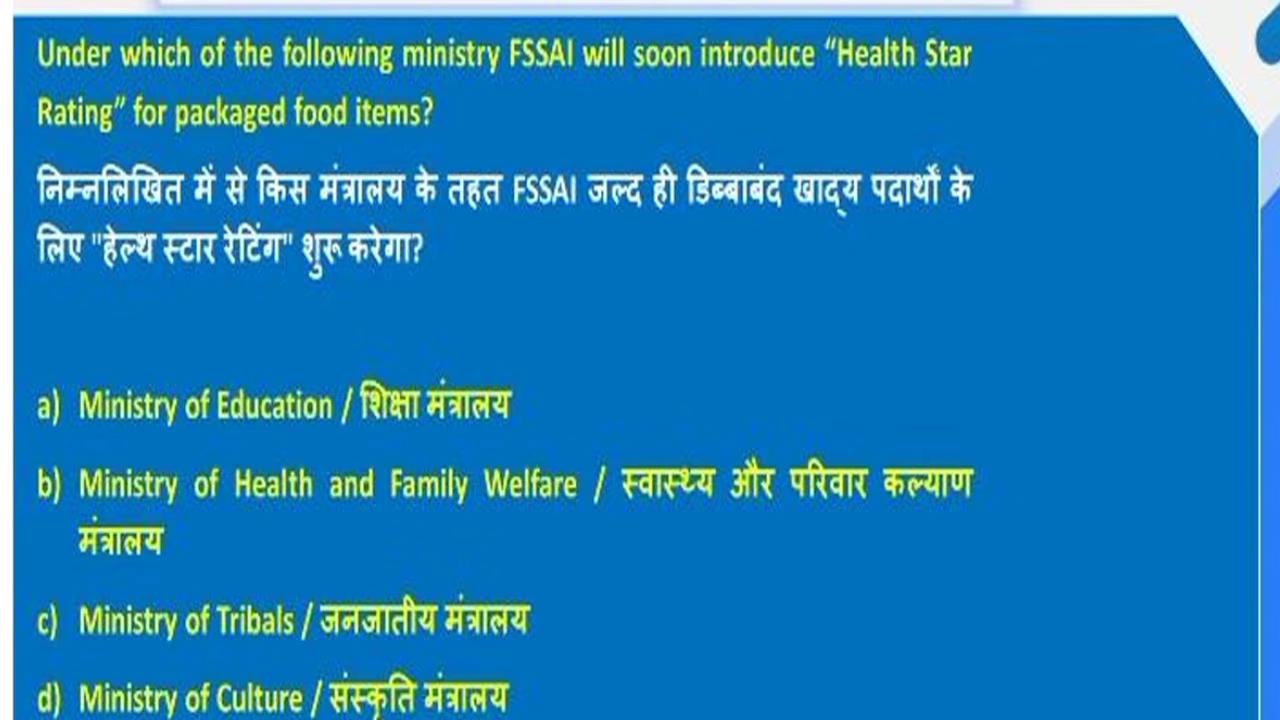 Under which of the following ministry FSSAI will soon introduce “Health Star
Rating” for packaged food items?
निम्नलिखित में से किस मंत्रालय के तहत FSSAI जल्द ही डिब्बाबंद खाद्य पदार्थों के
लिए "हेल्थ स्टार रेटिंग" शुरू करेगा?
a) Ministry of Education / शिक्षा मंत्रालय
b) Ministry of Health and Family Welfare / स्वास्थ्य और परिवार कल्याण
मंत्रालय
c) Ministry of Tribals / जनजातीय मंत्रालय
d) Ministry of Culture / संस्कृति मंत्रालय